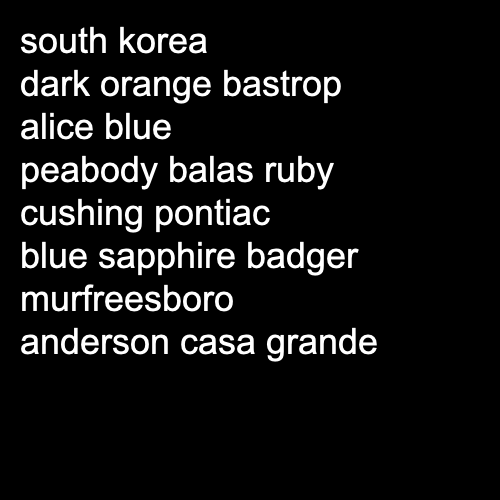 south korea
dark orange bastrop
alice blue
peabody balas ruby
cushing pontiac
blue sapphire badger
murfreesboro
anderson casa grande